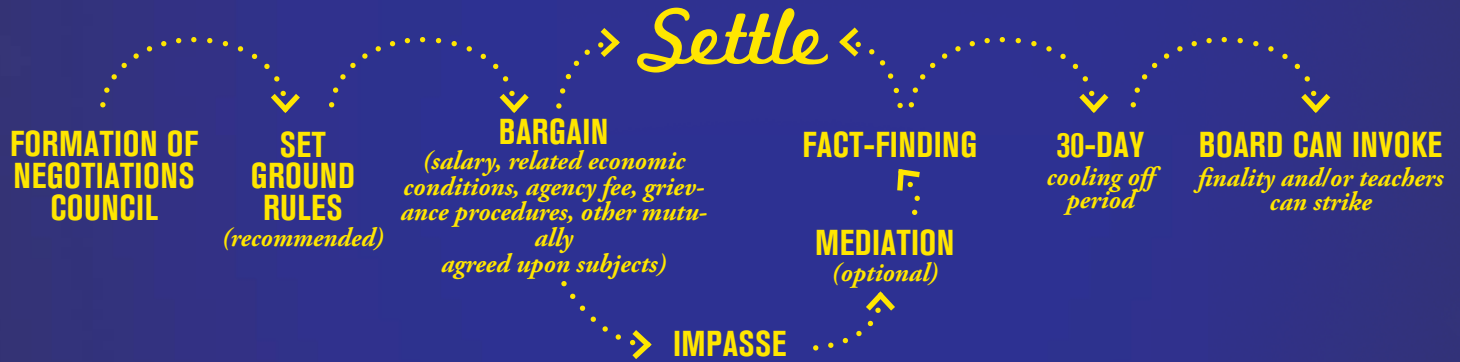 Settle
FORMATION OF
NEGOTIATIONS
COUNCIL
SET
GROUND
RULES
(recommended)
BARGAIN
(salary, related economic
conditions, agency fee, griev-
ance procedures, other mutu-
ally
agreed upon subjects)
IMPASSE
MEDIATION
(optional)
FACT-FINDING
30-DAY
cooling off
period
BOARD CAN INVOKE
finality and/or teachers
can strike